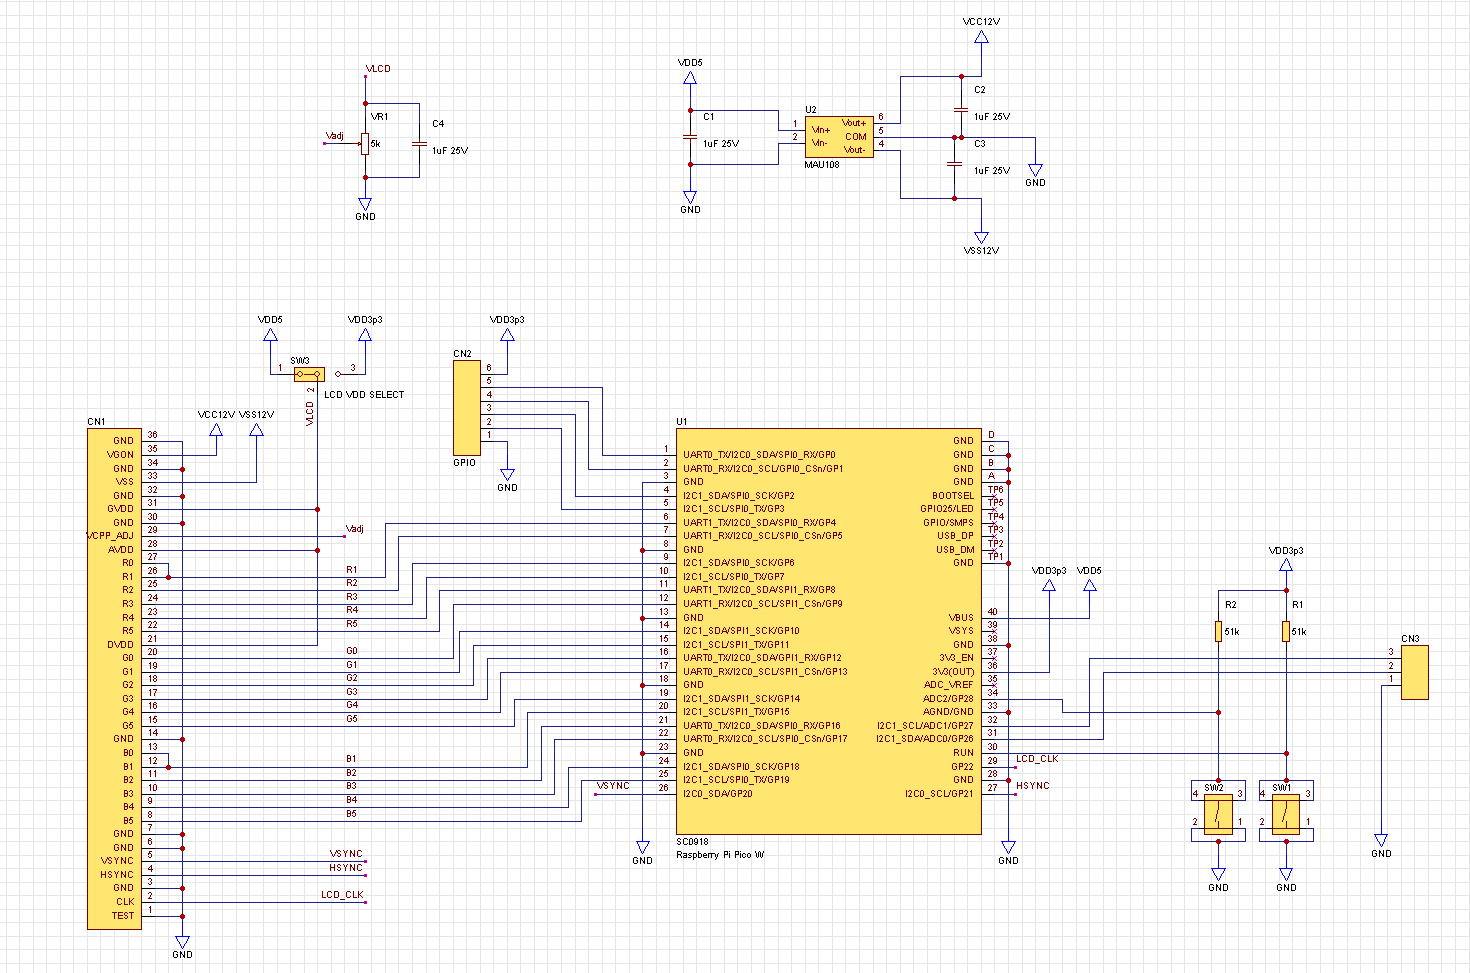 VCC12V
VDD5
VLCD
C2
1uF 25V
VR1
5k
Vadj
C4
1uF 25V
C1
1uF 25V
U2
1
2
Vin+
Vin-
Vout+
COM
Vout-
6
5
4
MAU108
C3
1uF 25V
GND
GND
GND
VSS12V
VDD5
VDD3p3
VDD3p3
SW3
1
3
2
LCD VDD SELECT
VLCD
CN2
6
5
4
3
2
1
GPIO
GND
VCC12V
VSS12V
CN1
GND 36
VGON 35
GND 34
VSS 33
GND 32
GVDD 31
GND 30
VCPP_ADJ 29
AVDD 28
R0 27
R1 26
R2 25
R3 24
R4 23
R5 22
DVDD 21
G0 20
G1 19
G2 18
G3 17
G4 16
G5 15
GND 14
B0 13
B1 12
B2 11
B3 10
B4 9
B5 8
GND 7
GND 6
VSYNC 5
HSYNC 4
GND 3
CLK 2
TEST 1
GND
Vadj
R1
R2
R3
R4
R5
G0
G1
G2
G3
G4
G5
B1
B2
B3
B4
B5
VSYNC
HSYNC
LCD_CLK
VSYNC
U1
1 UART0_TX/I2C0_SDA/SPI0_RX/GP0
2 UART0_RX/I2C0_SCL/GPI0_CSn/GP1
3 GND
4 I2C1_SDA/SPI0_SCK/GP2
5 I2C1_SCL/SPI0_TX/GP3
6 UART1_TX/I2C0_SDA/SPI0_RX/GP4
7 UART1_RX/I2C0_SCL/SPI0_CSn/GP5
8 GND
9 I2C1_SDA/SPI0_SCK/GP6
10 I2C1_SCL/SPI0_TX/GP7
11 UART1_TX/I2C0_SDA/SPI1_RX/GP8
12 UART1_RX/I2C0_SCL/SPI1_CSn/GP9
13 GND
14 I2C1_SDA/SPI1_SCK/GP10
15 I2C1_SCL/SPI1_TX/GP11
16 UART0_TX/I2C0_SDA/GPI1_RX/GP12
17 UART0_RX/I2C0_SCL/SPI1_CSn/GP13
18 GND
19 I2C1_SDA/SPI1_SCK/GP14
20 I2C1_SCL/SPI1_TX/GP15
21 UART0_TX/I2C0_SDA/SPI0_RX/GP16
22 UART0_RX/I2C0_SCL/SPI0_CSn/GP17
23 GND
24 I2C1_SDA/SPI0_SCK/GP18
25 I2C1_SCL/SPI0_TX/GP19
26 I2C0_SDA/GP20
GND D
GND C
GND B
GND A
BOOTSEL TP6
GPIO25/LED TP5
GPIO/SMPS TP4
USB_DP TP3
USB_DM TP2
GND TP1
VBUS 40
VSYS 39
GND 38
3V3_EN 37
3V3(OUT) 36
ADC_VREF 35
ADC2/GP28 34
AGND/GND 33
I2C1_SCL/ADC1/GP27 32
I2C1_SDA/ADC0/GP26 31
RUN 30
GP22 29
GND 28
I2C0_SCL/GP21 27
SC0918
Raspberry Pi Pico W
GND
GND
LCD_CLK
HSYNC
VDD3p3
VDD5
VDD3p3
R2
51k
R1
51k
CN3
3
2
1
GND
SW2
4
3
2
1
SW1
4
3
2
1
GND
GND